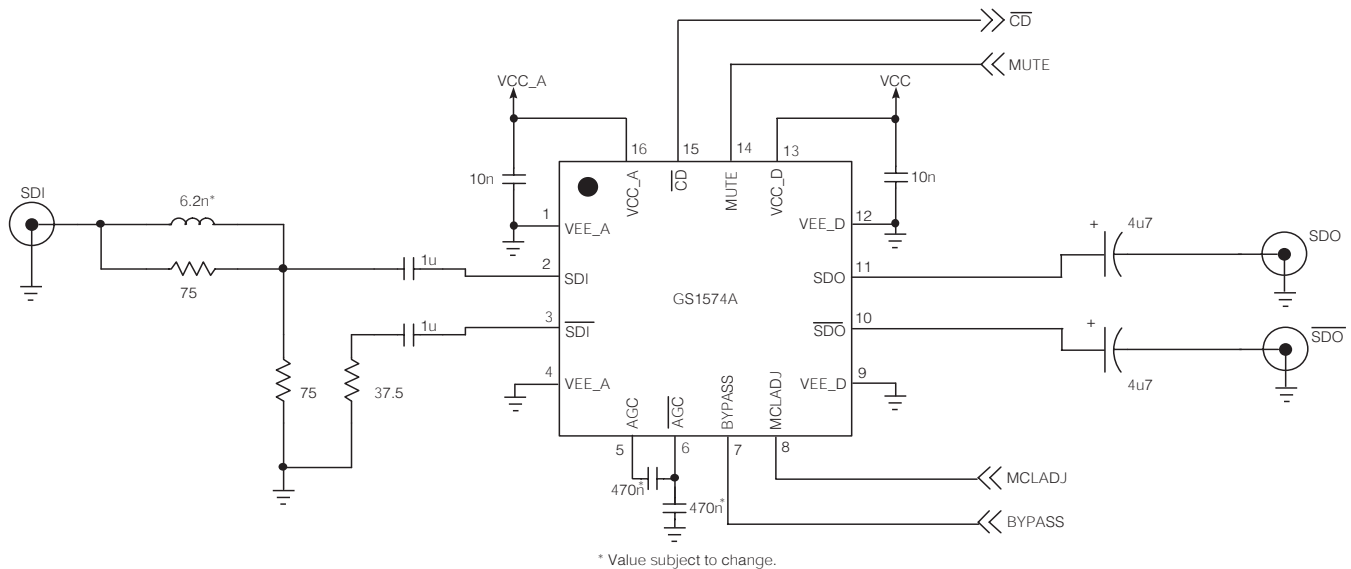 CD
MUTE
VCC_A
VCC
16
15
14
13
10n
10n
VCC_A
CD
MUTE
VCC_D
SDI
6.2n*
1
VEE_A
VEE_D
12
4u7
+
SDO
75
1u
2
SDI
SDO
11
GS1574A
1u
3
SDI
SDO
10
+
SDO
75
37.5
4
VEE_A
VEE_D
9
4u7
AGC
AGC
BYPASS
MCLADJ
5
6
7
8
470n*
470n*
MCLADJ
BYPASS
* Value subject to change.